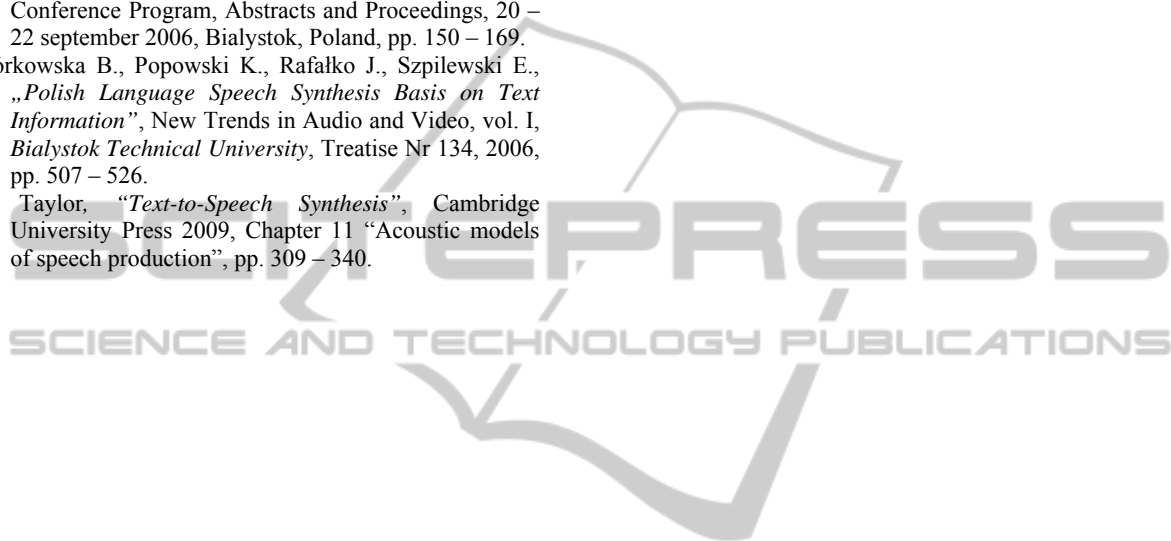 Conference Program, Abstracts and Proceedings, 20 –
22 september 2006, Bialystok, Poland, pp. 150 – 169.
órkowska B., Popowski K., Rafałko J., Szpilewski E.,
„Polish Language Speech Synthesis Basis on Text
Information”, New Trends in Audio and Video, vol. I,
Bialystok Technical University, Treatise Nr 134, 2006,
pp. 507 – 526.
Taylor, “Text-to-Speech Synthesis”, Cambridge
University Press 2009, Chapter 11 “Acoustic models
of speech production”, pp. 309 – 340.
SCITEPRESS
SCIENCE AND TECHNOLOGY PUBLICATIONS